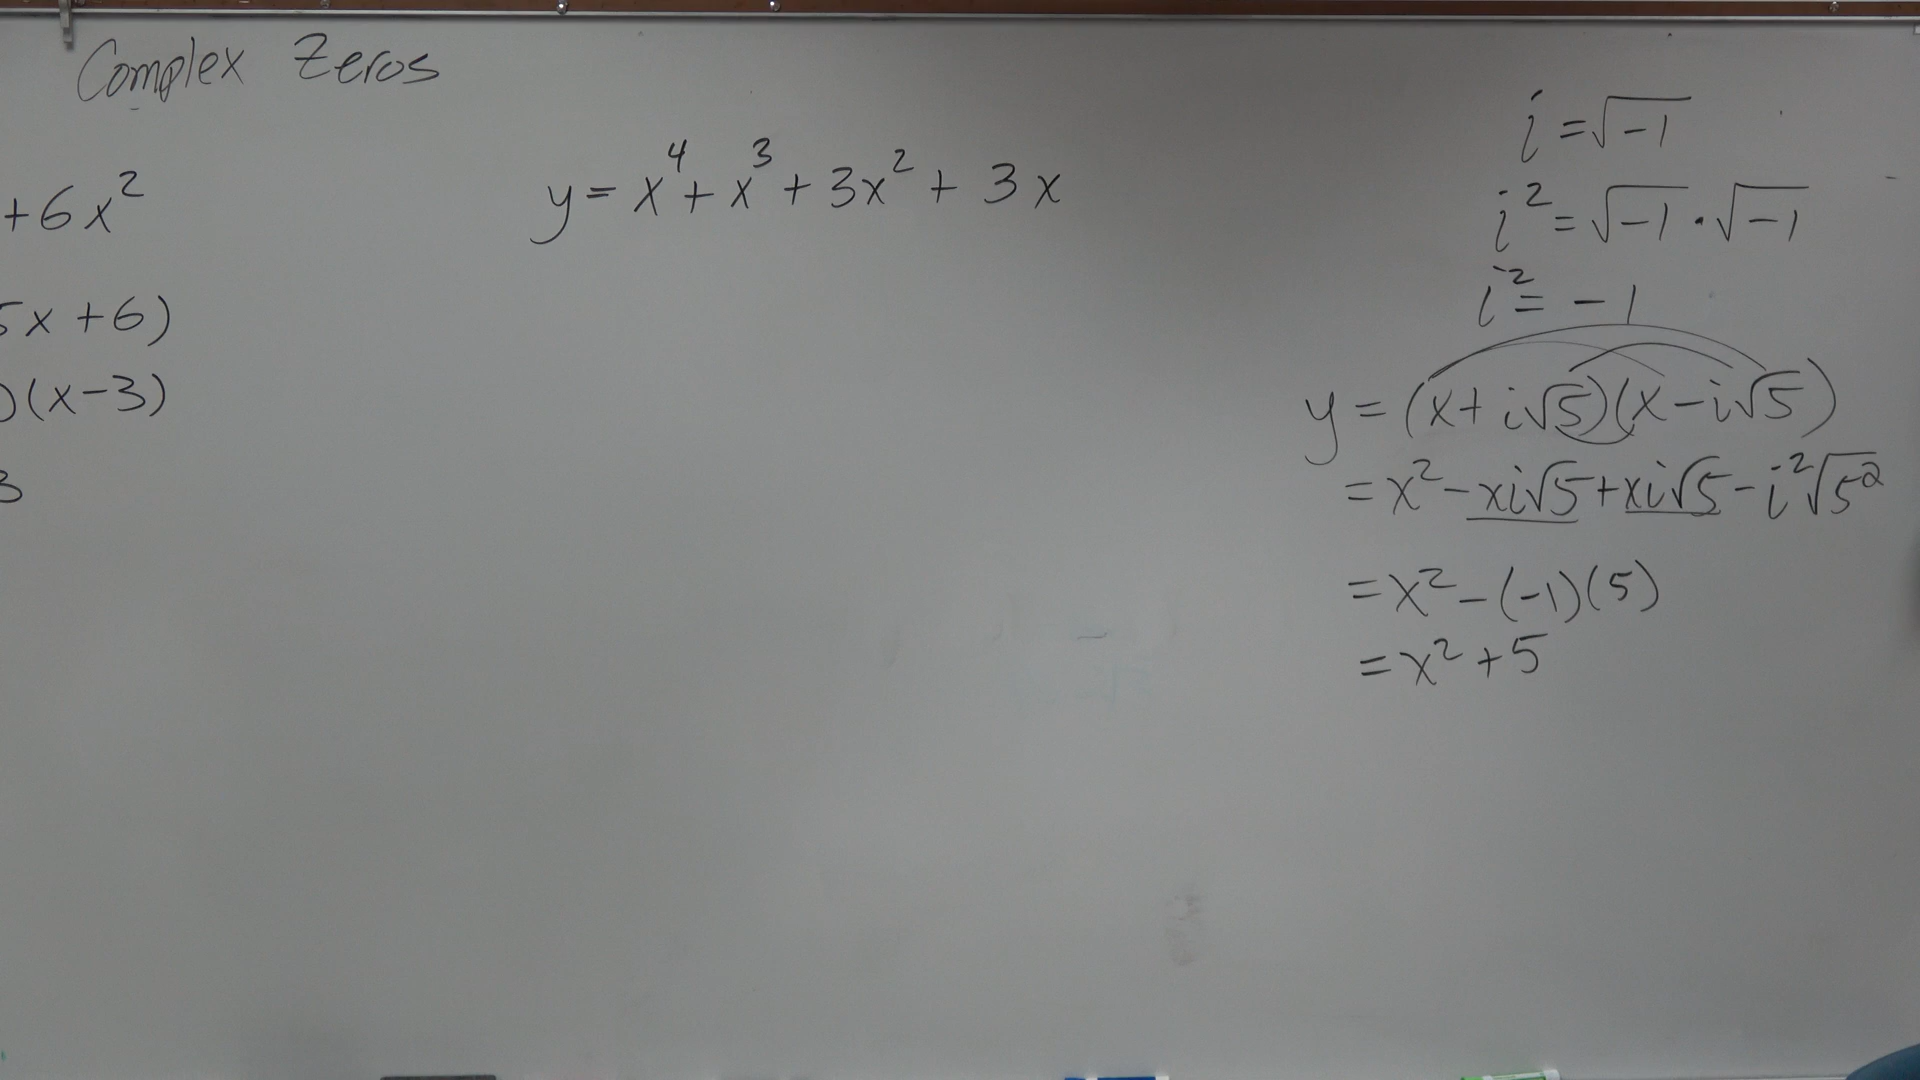 Complex Zeros
+6x²
5x +6)
)(x-3)
3
y = x⁴ + x³ + 3x² + 3x
i = √-1
i² = √-1 · √-1
i² = -1
y = (x + i√5)(x - i√5)
= x² - xi√5 + xi√5 - i²√5²
= x² - (-1)(5)
= x² + 5